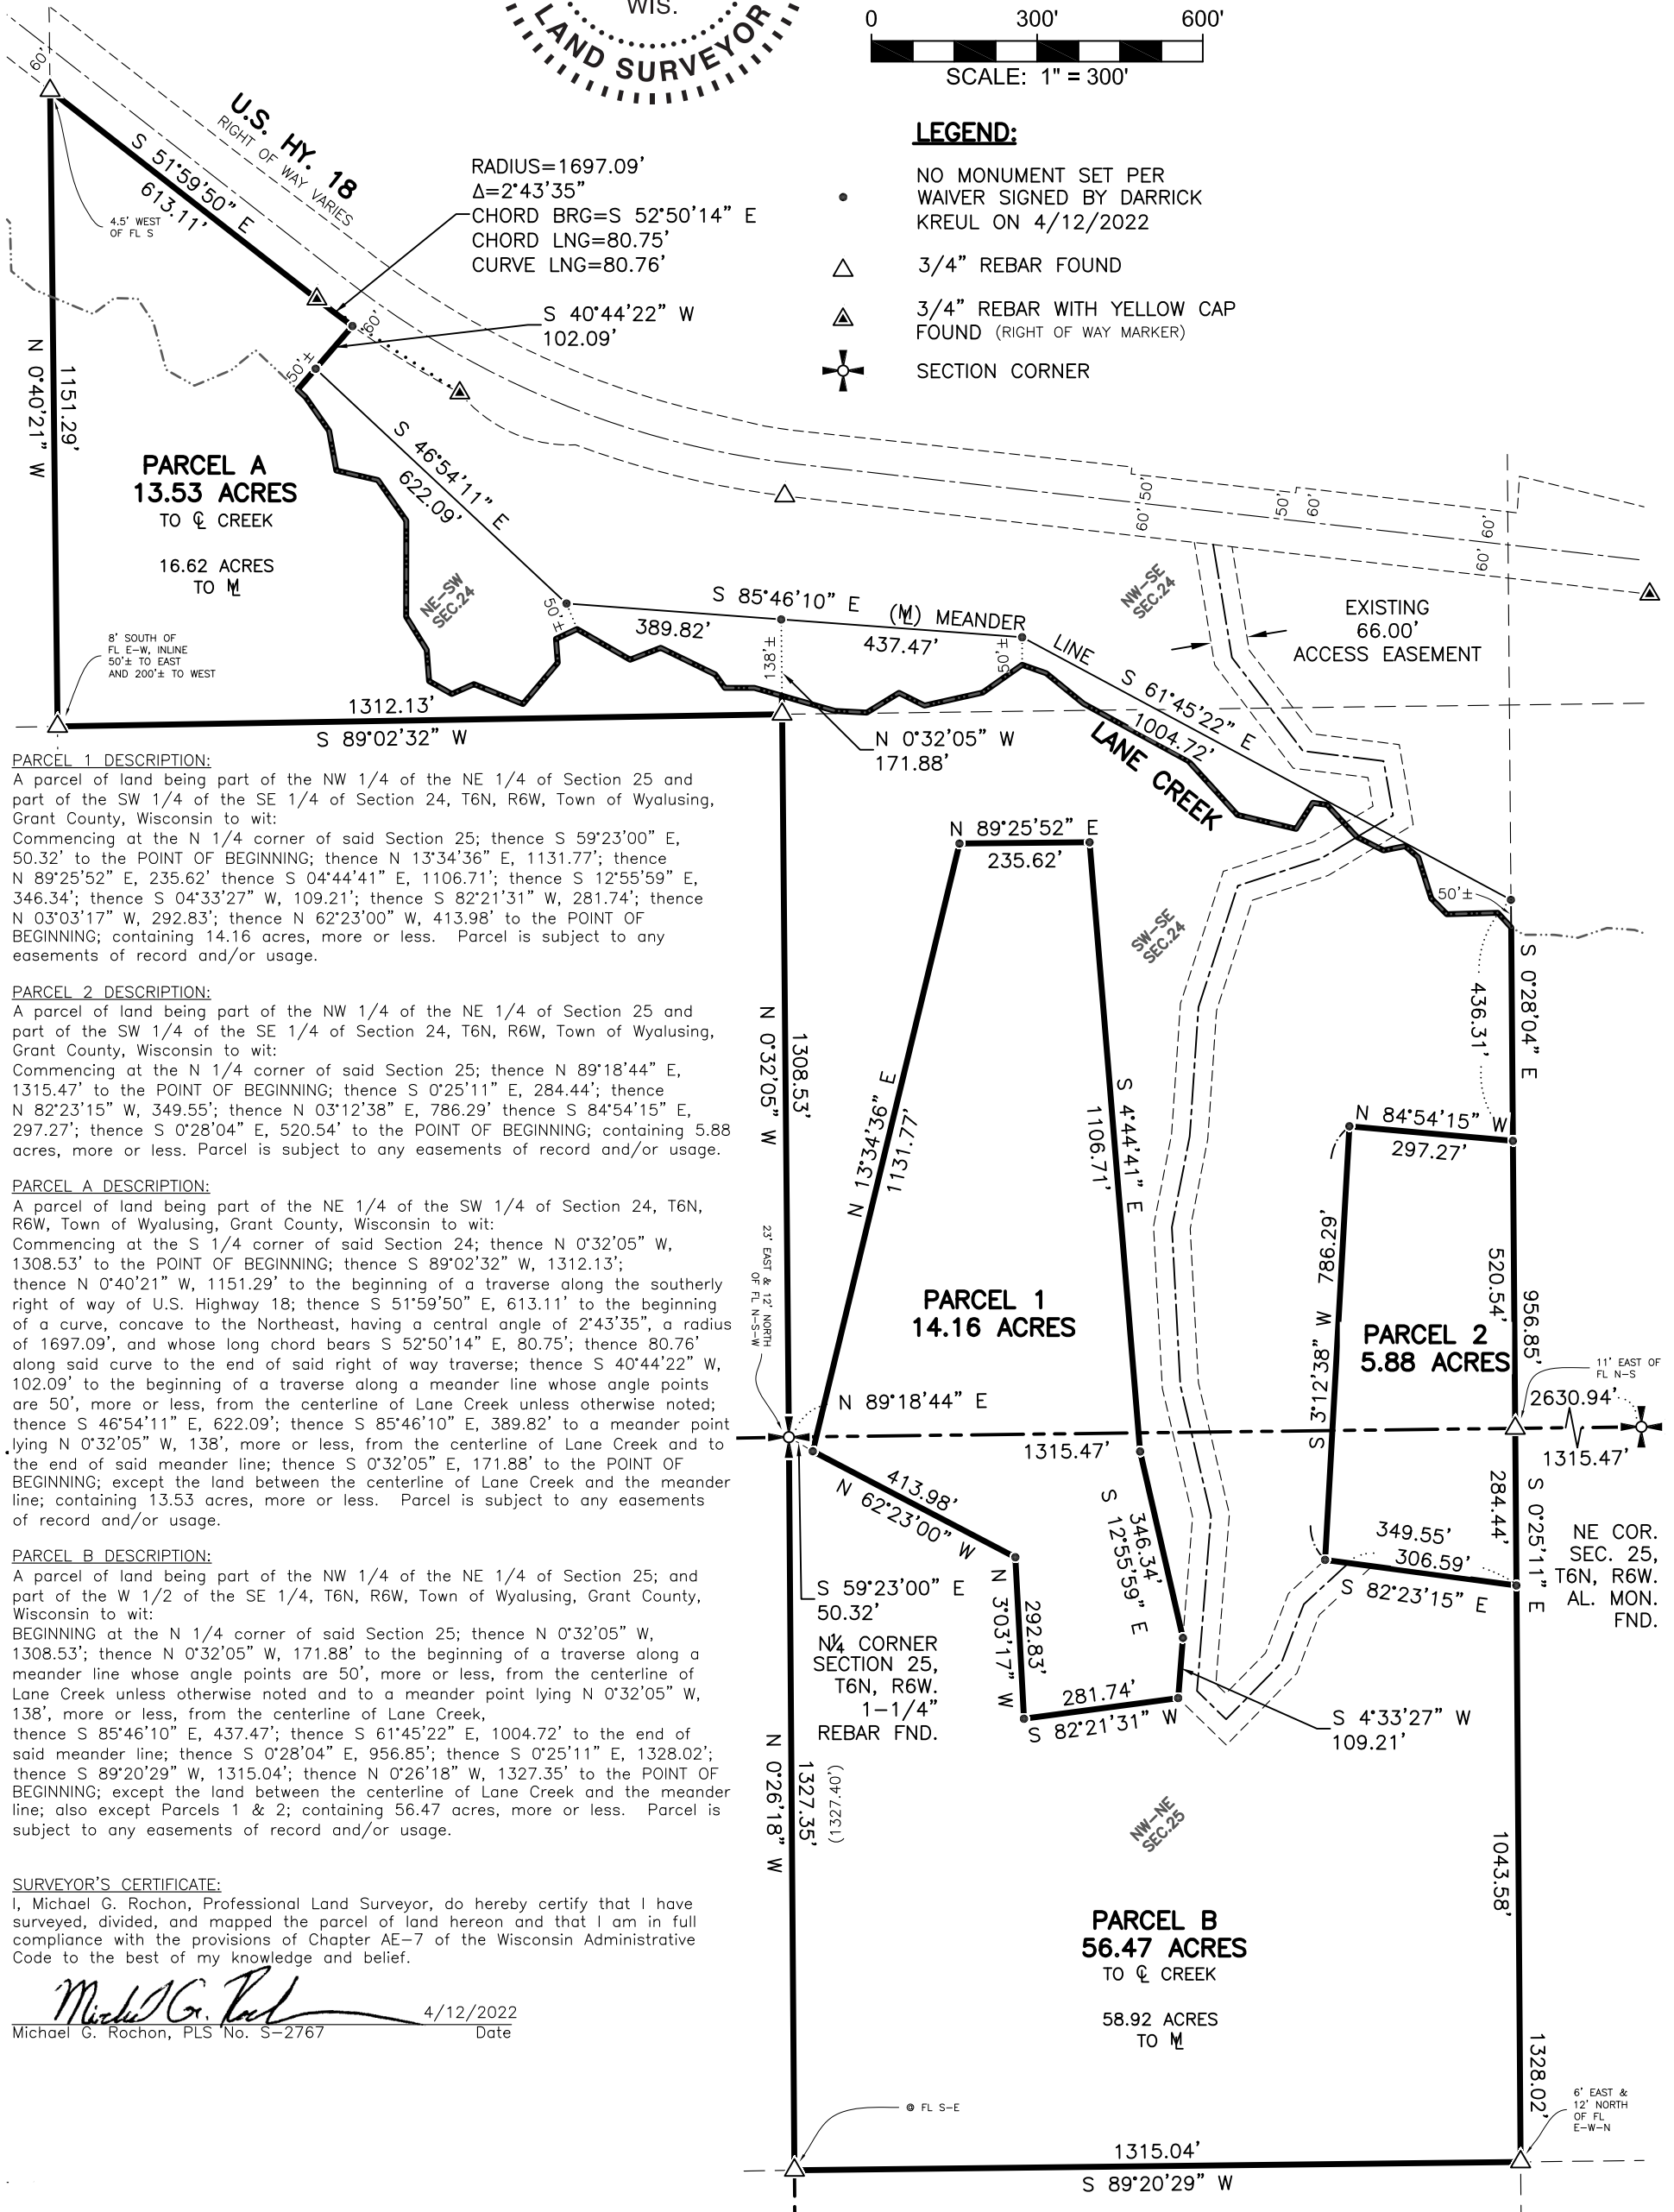 WIS.
LAND SURVEYOR
0 300' 600'
SCALE: 1" = 300'
LEGEND:
NO MONUMENT SET PER
WAIVER SIGNED BY DARRICK
KREUL ON 4/12/2022
3/4" REBAR FOUND
3/4" REBAR WITH YELLOW CAP
FOUND (RIGHT OF WAY MARKER)
SECTION CORNER
60'
U.S. HY. 18
RIGHT OF WAY VARIES
S 51°59'50" E
613.11'
4.5' WEST
OF FL S
RADIUS=1697.09'
Δ=2°43'35"
CHORD BRG=S 52°50'14" E
CHORD LNG=80.75'
CURVE LNG=80.76'
S 40°44'22" W
102.09'
60'
50'±
N 0°40'21" W
1151.29'
PARCEL A
13.53 ACRES
TO ℄ CREEK
16.62 ACRES
TO ML
S 46°54'11" E
622.09'
NE-SW
SEC.24
50'±
8' SOUTH OF
FL E-W, INLINE
50'± TO EAST
AND 200'± TO WEST
1312.13'
S 89°02'32" W
S 85°46'10" E (ML) MEANDER LINE
389.82'
437.47'
138'±
50'±
60' 50'
50' 60'
60' 60'
NW-SE
SEC.24
EXISTING
66.00'
ACCESS EASEMENT
S 61°45'22" E
1004.72'
LANE CREEK
N 0°32'05" W
171.88'
50'±
PARCEL 1 DESCRIPTION:
A parcel of land being part of the NW 1/4 of the NE 1/4 of Section 25 and
part of the SW 1/4 of the SE 1/4 of Section 24, T6N, R6W, Town of Wyalusing,
Grant County, Wisconsin to wit:
Commencing at the N 1/4 corner of said Section 25; thence S 59°23'00" E,
50.32' to the POINT OF BEGINNING; thence N 13°34'36" E, 1131.77'; thence
N 89°25'52" E, 235.62' thence S 04°44'41" E, 1106.71'; thence S 12°55'59" E,
346.34'; thence S 04°33'27" W, 109.21'; thence S 82°21'31" W, 281.74'; thence
N 03°03'17" W, 292.83'; thence N 62°23'00" W, 413.98' to the POINT OF
BEGINNING; containing 14.16 acres, more or less. Parcel is subject to any
easements of record and/or usage.
PARCEL 2 DESCRIPTION:
A parcel of land being part of the NW 1/4 of the NE 1/4 of Section 25 and
part of the SW 1/4 of the SE 1/4 of Section 24, T6N, R6W, Town of Wyalusing,
Grant County, Wisconsin to wit:
Commencing at the N 1/4 corner of said Section 25; thence N 89°18'44" E,
1315.47' to the POINT OF BEGINNING; thence S 0°25'11" E, 284.44'; thence
N 82°23'15" W, 349.55'; thence N 03°12'38" E, 786.29' thence S 84°54'15" E,
297.27'; thence S 0°28'04" E, 520.54' to the POINT OF BEGINNING; containing 5.88
acres, more or less. Parcel is subject to any easements of record and/or usage.
PARCEL A DESCRIPTION:
A parcel of land being part of the NE 1/4 of the SW 1/4 of Section 24, T6N,
R6W, Town of Wyalusing, Grant County, Wisconsin to wit:
Commencing at the S 1/4 corner of said Section 24; thence N 0°32'05" W,
1308.53' to the POINT OF BEGINNING; thence S 89°02'32" W, 1312.13';
thence N 0°40'21" W, 1151.29' to the beginning of a traverse along the southerly
right of way of U.S. Highway 18; thence S 51°59'50" E, 613.11' to the beginning
of a curve, concave to the Northeast, having a central angle of 2°43'35", a radius
of 1697.09', and whose long chord bears S 52°50'14" E, 80.75'; thence 80.76'
along said curve to the end of said right of way traverse; thence S 40°44'22" W,
102.09' to the beginning of a traverse along a meander line whose angle points
are 50', more or less, from the centerline of Lane Creek unless otherwise noted;
thence S 46°54'11" E, 622.09'; thence S 85°46'10" E, 389.82' to a meander point
lying N 0°32'05" W, 138', more or less, from the centerline of Lane Creek and to
the end of said meander line; thence S 0°32'05" E, 171.88' to the POINT OF
BEGINNING; except the land between the centerline of Lane Creek and the meander
line; containing 13.53 acres, more or less. Parcel is subject to any easements
of record and/or usage.
PARCEL B DESCRIPTION:
A parcel of land being part of the NW 1/4 of the NE 1/4 of Section 25; and
part of the W 1/2 of the SE 1/4, T6N, R6W, Town of Wyalusing, Grant County,
Wisconsin to wit:
BEGINNING at the N 1/4 corner of said Section 25; thence N 0°32'05" W,
1308.53'; thence N 0°32'05" W, 171.88' to the beginning of a traverse along a
meander line whose angle points are 50', more or less, from the centerline of
Lane Creek unless otherwise noted and to a meander point lying N 0°32'05" W,
138', more or less, from the centerline of Lane Creek,
thence S 85°46'10" E, 437.47'; thence S 61°45'22" E, 1004.72' to the end of
said meander line; thence S 0°28'04" E, 956.85'; thence S 0°25'11" E, 1328.02';
thence S 89°20'29" W, 1315.04'; thence N 0°26'18" W, 1327.35' to the POINT OF
BEGINNING; except the land between the centerline of Lane Creek and the meander
line; also except Parcels 1 & 2; containing 56.47 acres, more or less. Parcel is
subject to any easements of record and/or usage.
SURVEYOR'S CERTIFICATE:
I, Michael G. Rochon, Professional Land Surveyor, do hereby certify that I have
surveyed, divided, and mapped the parcel of land hereon and that I am in full
compliance with the provisions of Chapter AE-7 of the Wisconsin Administrative
Code to the best of my knowledge and belief.
4/12/2022
Michael G. Rochon, PLS No. S-2767 Date
N 89°25'52" E
235.62'
SW-SE
SEC.24
N 0°32'05" W
1308.53'
N 13°34'36" E
1131.77'
S 4°44'41" E
1106.71'
S 0°28'04" E
436.31'
N 84°54'15" W
297.27'
S 3°12'38" W 786.29'
520.54'
956.85'
PARCEL 1
14.16 ACRES
PARCEL 2
5.88 ACRES
23' EAST & 12' NORTH
OF FL N-S-W
11' EAST OF
FL N-S
N 89°18'44" E
1315.47'
2630.94'
1315.47'
413.98'
N 62°23'00" W
346.34'
S 12°55'59" E
284.44'
S 0°25'11" E
349.55'
306.59'
S 82°23'15" E
NE COR.
SEC. 25,
T6N, R6W.
AL. MON.
FND.
S 59°23'00" E
50.32'
N¼ CORNER
SECTION 25,
T6N, R6W.
1-1/4"
REBAR FND.
N 3°03'17" W
292.83'
281.74'
S 82°21'31" W
S 4°33'27" W
109.21'
N 0°26'18" W
1327.35'
(1327.40')
NW-NE
SEC.25
1043.58'
PARCEL B
56.47 ACRES
TO ℄ CREEK
58.92 ACRES
TO ML
1328.02'
@ FL S-E
6' EAST &
12' NORTH
OF FL
E-W-N
1315.04'
S 89°20'29" W